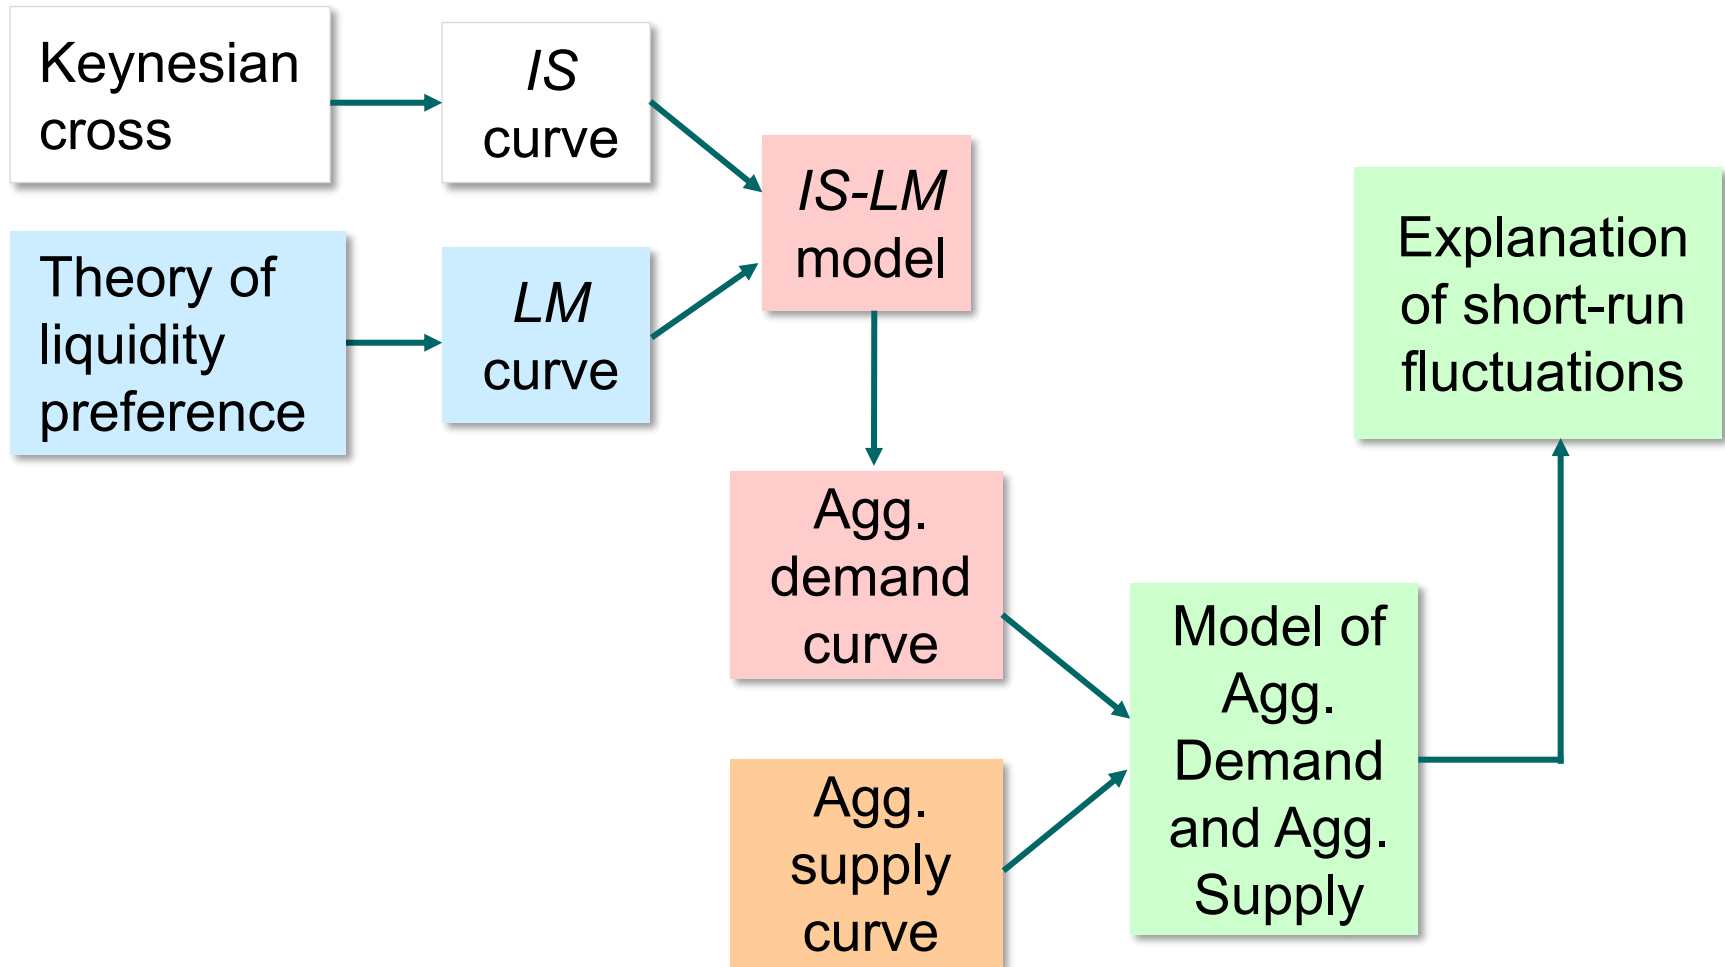 Keynesian
cross
IS
curve
Theory of
liquidity
preference
LM
curve
IS-LM
model
Agg.
demand
curve
Agg.
supply
curve
Model of
Agg.
Demand
and Agg.
Supply
Explanation
of short-run
fluctuations